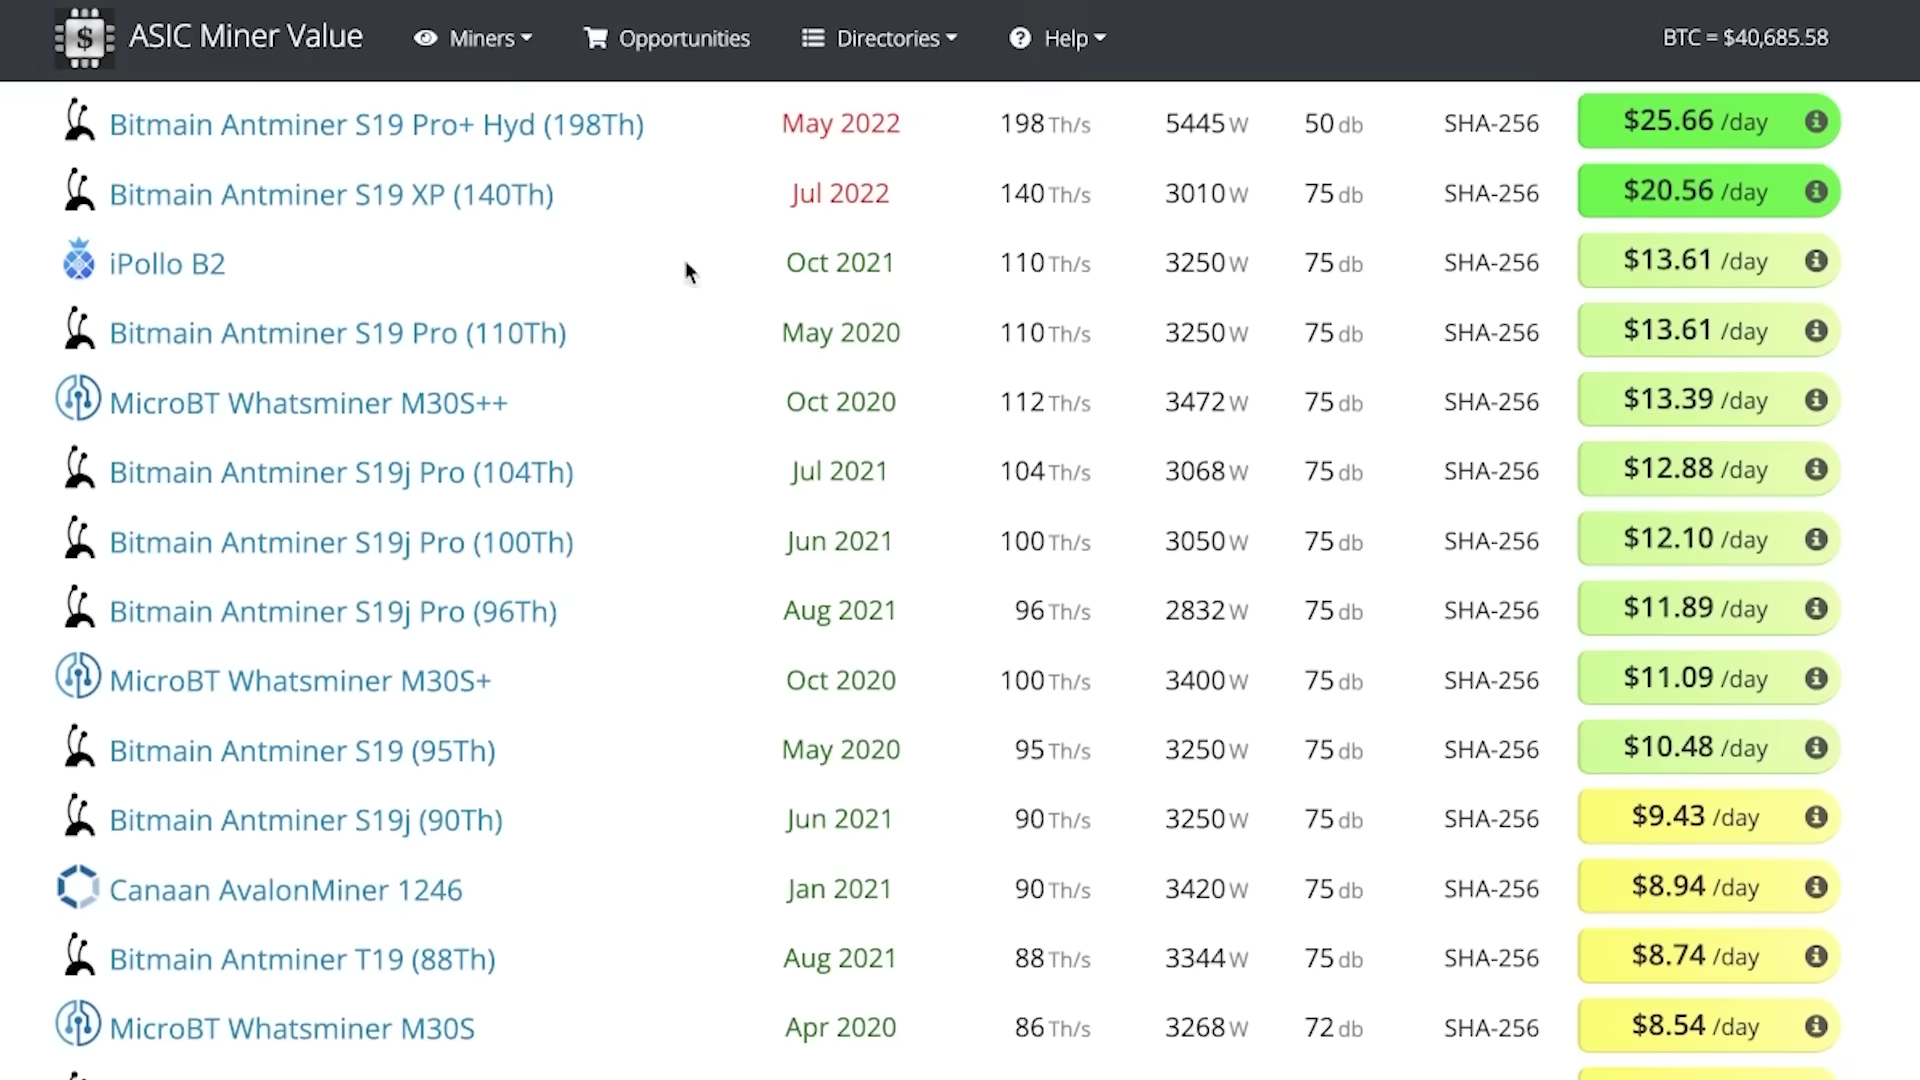 $ ASIC Miner Value Miners Opportunities Directories Help BTC = $40,685.58
Bitmain Antminer S19 Pro+ Hyd (198Th) May 2022 198 Th/s 5445 W 50 db SHA-256 $25.66 /day
Bitmain Antminer S19 XP (140Th) Jul 2022 140 Th/s 3010 W 75 db SHA-256 $20.56 /day
iPollo B2 Oct 2021 110 Th/s 3250 W 75 db SHA-256 $13.61 /day
Bitmain Antminer S19 Pro (110Th) May 2020 110 Th/s 3250 W 75 db SHA-256 $13.61 /day
MicroBT Whatsminer M30S++ Oct 2020 112 Th/s 3472 W 75 db SHA-256 $13.39 /day
Bitmain Antminer S19j Pro (104Th) Jul 2021 104 Th/s 3068 W 75 db SHA-256 $12.88 /day
Bitmain Antminer S19j Pro (100Th) Jun 2021 100 Th/s 3050 W 75 db SHA-256 $12.10 /day
Bitmain Antminer S19j Pro (96Th) Aug 2021 96 Th/s 2832 W 75 db SHA-256 $11.89 /day
MicroBT Whatsminer M30S+ Oct 2020 100 Th/s 3400 W 75 db SHA-256 $11.09 /day
Bitmain Antminer S19 (95Th) May 2020 95 Th/s 3250 W 75 db SHA-256 $10.48 /day
Bitmain Antminer S19j (90Th) Jun 2021 90 Th/s 3250 W 75 db SHA-256 $9.43 /day
Canaan AvalonMiner 1246 Jan 2021 90 Th/s 3420 W 75 db SHA-256 $8.94 /day
Bitmain Antminer T19 (88Th) Aug 2021 88 Th/s 3344 W 75 db SHA-256 $8.74 /day
MicroBT Whatsminer M30S Apr 2020 86 Th/s 3268 W 72 db SHA-256 $8.54 /day